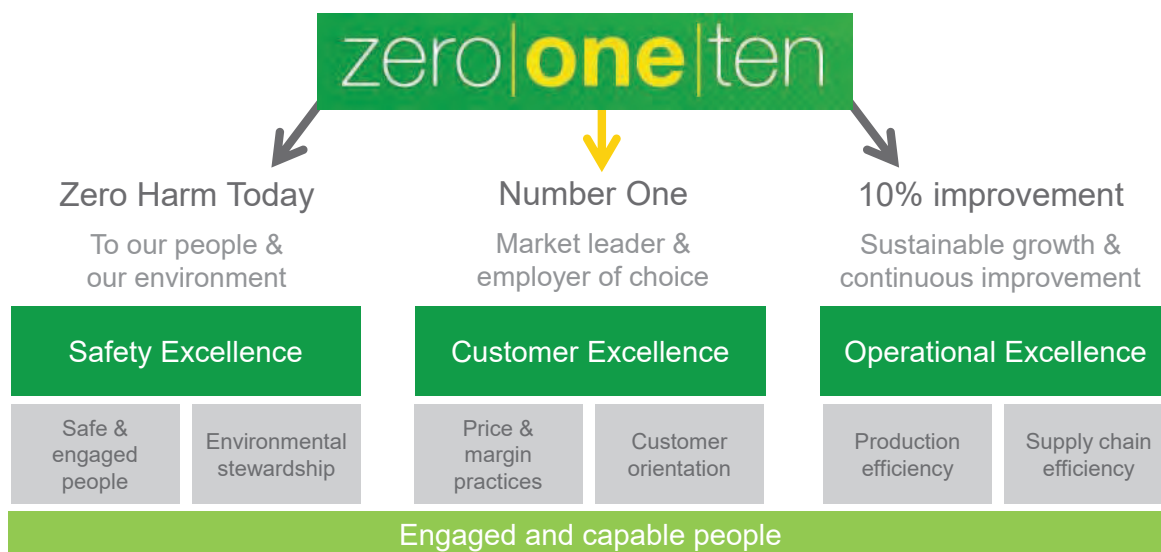 zero|one|ten
Zero Harm Today
To our people &
our environment
Safety Excellence
Safe &
engaged
people
Environmental
stewardship
Number One
Market leader &
employer of choice
Customer Excellence
Price &
margin
practices
Customer
orientation
10% improvement
Sustainable growth &
continuous improvement
Operational Excellence
Production
efficiency
Supply chain
efficiency
Engaged and capable people